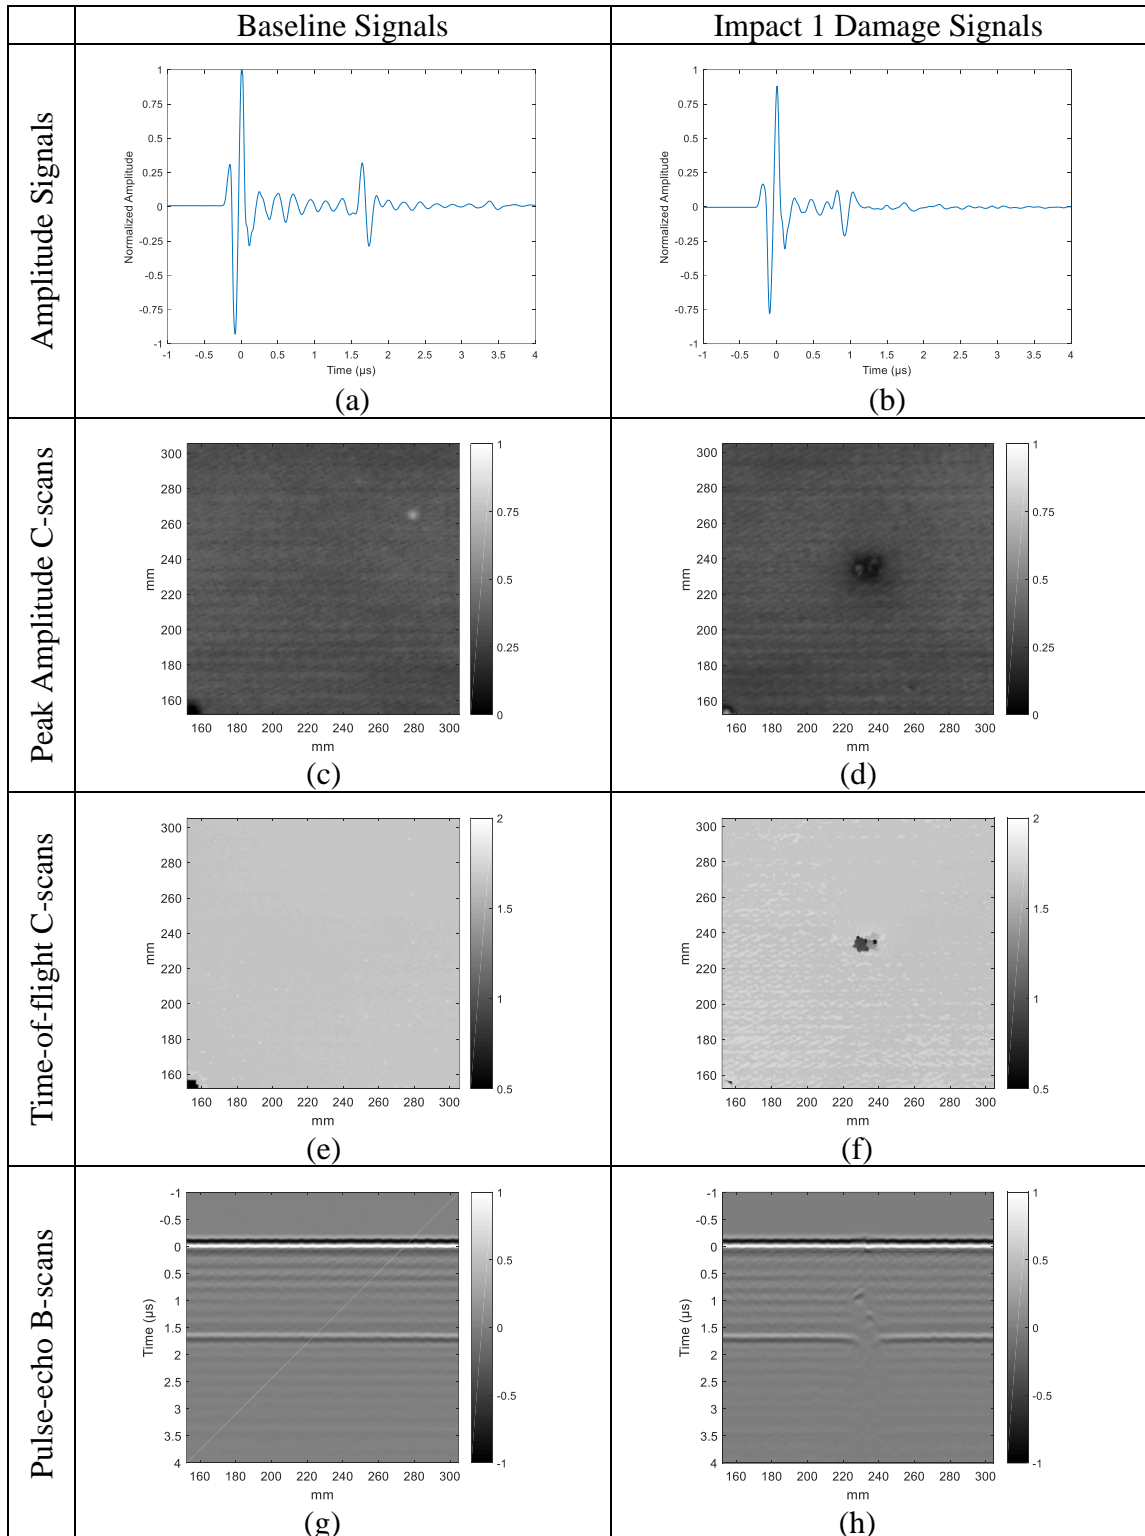 Baseline Signals
Impact 1 Damage Signals
Amplitude Signals
Normalized Amplitude
1
0.75
0.5
0.25
0
-0.25
-0.5
-0.75
-1
-1 -0.5 0 0.5 1 1.5 2 2.5 3 3.5 4
Time (µs)
(a)
Normalized Amplitude
1
0.75
0.5
0.25
0
-0.25
-0.5
-0.75
-1
-1 -0.5 0 0.5 1 1.5 2 2.5 3 3.5 4
Time (µs)
(b)
Peak Amplitude C-scans
mm
300
280
260
240
220
200
180
160
160 180 200 220 240 260 280 300
mm
1
0.75
0.5
0.25
0
(c)
mm
300
280
260
240
220
200
180
160
160 180 200 220 240 260 280 300
mm
1
0.75
0.5
0.25
0
(d)
Time-of-flight C-scans
mm
300
280
260
240
220
200
180
160
160 180 200 220 240 260 280 300
mm
2
1.5
1
0.5
(e)
mm
300
280
260
240
220
200
180
160
160 180 200 220 240 260 280 300
mm
2
1.5
1
0.5
(f)
Pulse-echo B-scans
Time (µs)
-1
-0.5
0
0.5
1
1.5
2
2.5
3
3.5
4
160 180 200 220 240 260 280 300
mm
1
0.5
0
-0.5
-1
(g)
Time (µs)
-1
-0.5
0
0.5
1
1.5
2
2.5
3
3.5
4
160 180 200 220 240 260 280 300
mm
1
0.5
0
-0.5
-1
(h)